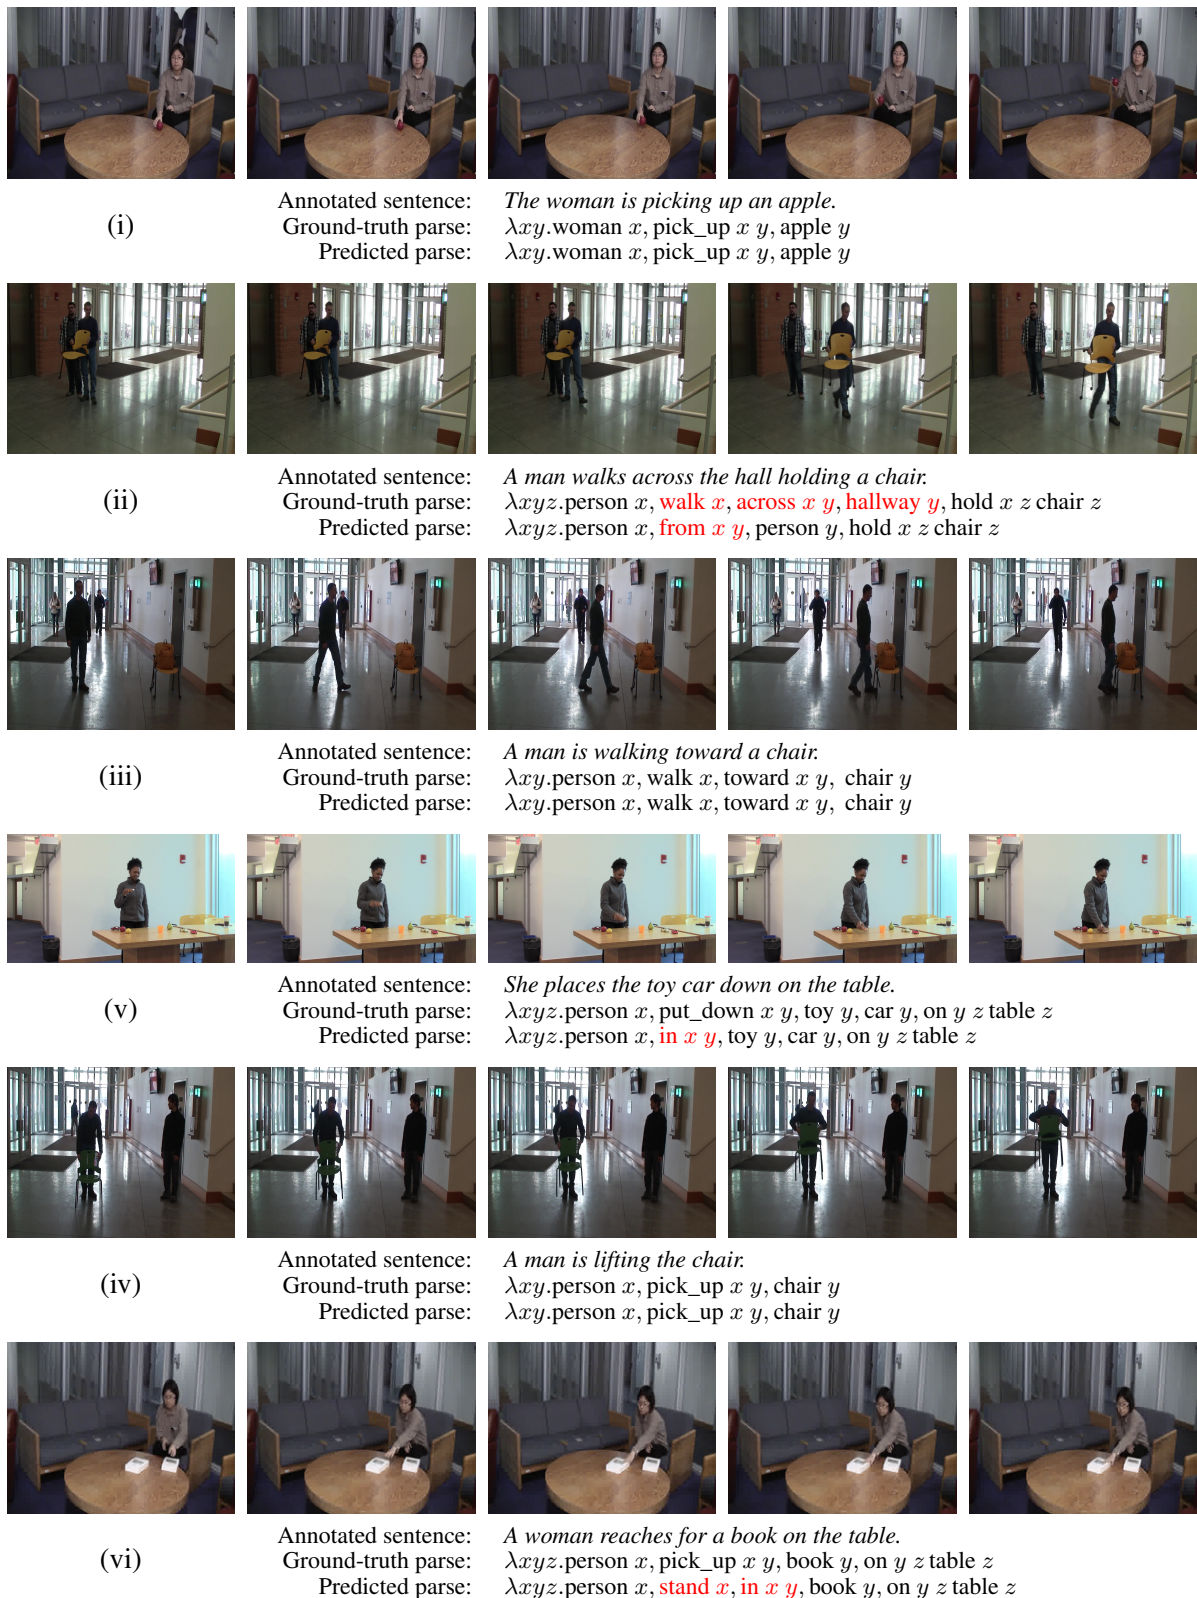 (i)
Annotated sentence: The woman is picking up an apple.
Ground-truth parse: λxy.woman x, pick_up x y, apple y
Predicted parse: λxy.woman x, pick_up x y, apple y
(ii)
Annotated sentence: A man walks across the hall holding a chair.
Ground-truth parse: λxyz.person x, walk x, across x y, hallway y, hold x z chair z
Predicted parse: λxyz.person x, from x y, person y, hold x z chair z
(iii)
Annotated sentence: A man is walking toward a chair.
Ground-truth parse: λxy.person x, walk x, toward x y, chair y
Predicted parse: λxy.person x, walk x, toward x y, chair y
(v)
Annotated sentence: She places the toy car down on the table.
Ground-truth parse: λxyz.person x, put_down x y, toy y, car y, on y z table z
Predicted parse: λxyz.person x, in x y, toy y, car y, on y z table z
(iv)
Annotated sentence: A man is lifting the chair.
Ground-truth parse: λxy.person x, pick_up x y, chair y
Predicted parse: λxy.person x, pick_up x y, chair y
(vi)
Annotated sentence: A woman reaches for a book on the table.
Ground-truth parse: λxyz.person x, pick_up x y, book y, on y z table z
Predicted parse: λxyz.person x, stand x, in x y, book y, on y z table z